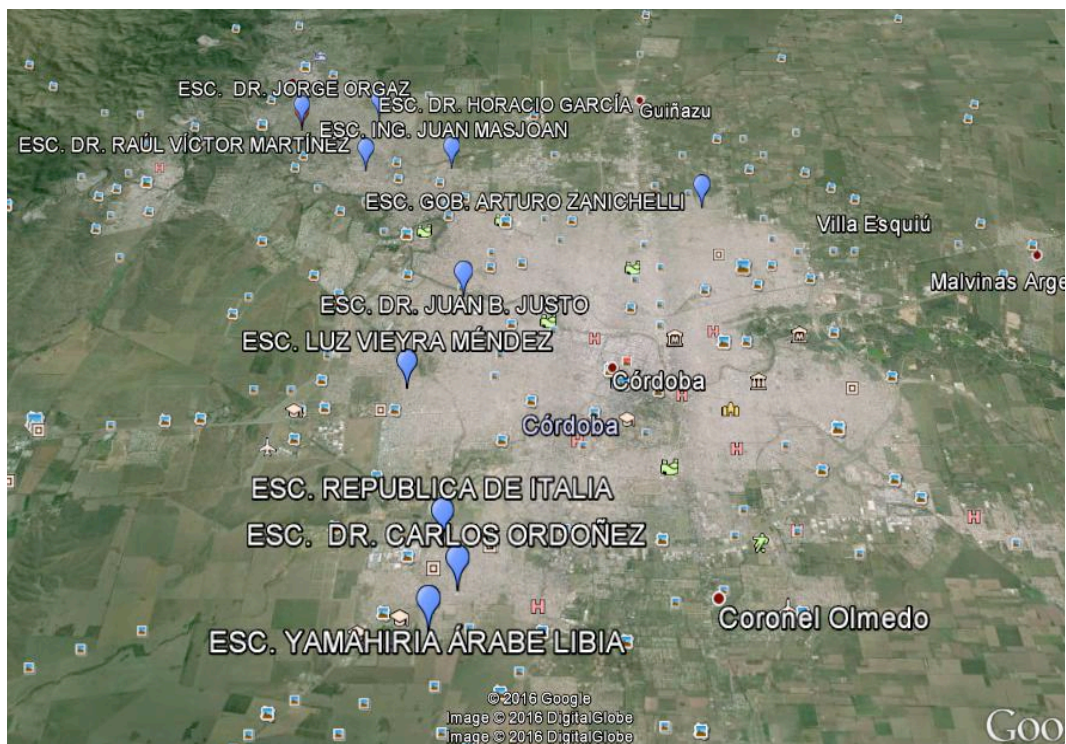 ESC.  DR. JORGE ORGAZ
ESC. DR. HORACIO GARCÍA
Guiñazu
ESC. ING. JUAN MASJOAN
ESC. DR. RAÚL VÍCTOR MARTÍNEZ
ESC. GOB. ARTURO ZANICHELLI
Villa Esquiú
Malvinas Arge
ESC. DR. JUAN B. JUSTO
ESC. LUZ VIEYRA MÉNDEZ
Córdoba
Córdoba
ESC. REPUBLICA DE ITALIA
ESC.  DR. CARLOS ORDOÑEZ
Coronel Olmedo
ESC. YAMAHIRIA ÁRABE LIBIA
© 2016 Google
Image © 2016 DigitalGlobe
Image © 2016 DigitalGlobe
Goo